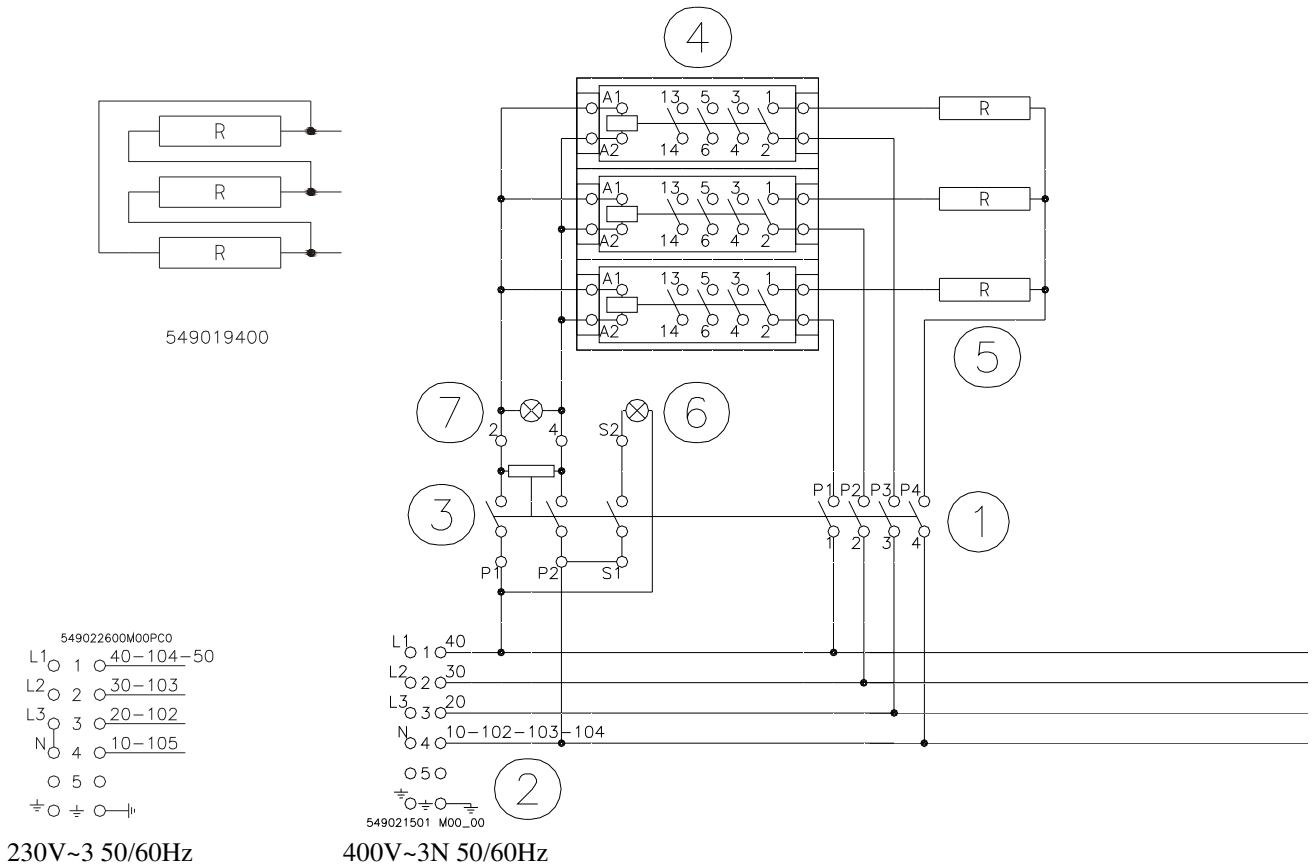 4
A1 13 5 3 1
R
R
A2 14 6 4 2
A1 13 5 3 1
R
R
A2 14 6 4 2
A1 13 5 3 1
R
R
A2 14 6 4 2
549019400
5
7
6
2 4 S2
3
P1 P2 P3 P4
1
1 2 3 4
P1 P2 S1
549022600M00PC0
L1 1 40-104-50
L2 2 30-103
L3 3 20-102
N 4 10-105
5
L1 1 40
L2 2 30
L3 3 20
N 4 10-102-103-104
5
2
549021501 M00_00
230V~3 50/60Hz
400V~3N 50/60Hz